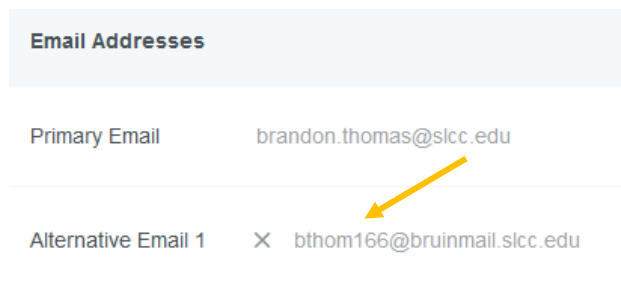 Email Addresses
Primary Email brandon.thomas@slcc.edu
Alternative Email 1 × bthom166@bruinmail.slcc.edu